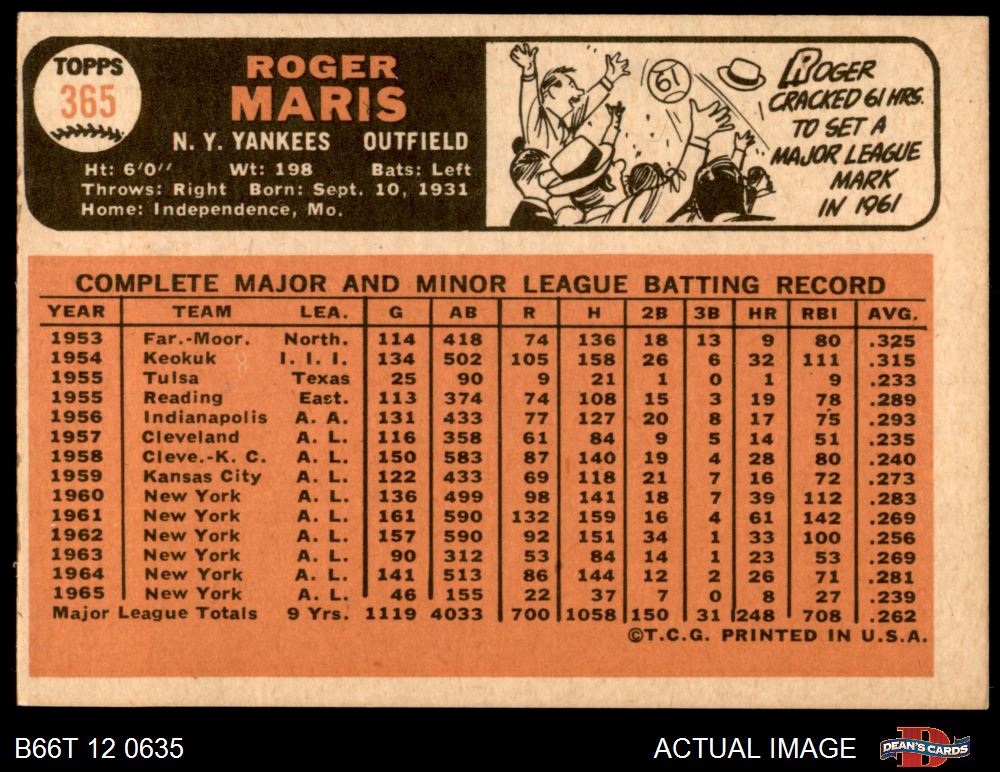 TOPPS
365
ROGER
MARIS
N. Y. YANKEES OUTFIELD
Ht: 6'0'' Wt: 198 Bats: Left
Throws: Right Born: Sept. 10, 1931
Home: Independence, Mo.
61
ROGER
CRACKED 61 HRS.
TO SET A
MAJOR LEAGUE
MARK
IN 1961
COMPLETE MAJOR AND MINOR LEAGUE BATTING RECORD
YEAR TEAM LEA. G AB R H 2B 3B HR RBI AVG.
1953 Far.-Moor. North. 114 418 74 136 18 13 9 80 .325
1954 Keokuk I. I. I. 134 502 105 158 26 6 32 111 .315
1955 Tulsa Texas 25 90 9 21 1 0 1 9 .233
1955 Reading East. 113 374 74 108 15 3 19 78 .289
1956 Indianapolis A. A. 131 433 77 127 20 8 17 75 .293
1957 Cleveland A. L. 116 358 61 84 9 5 14 51 .235
1958 Cleve.-K. C. A. L. 150 583 87 140 19 4 28 80 .240
1959 Kansas City A. L. 122 433 69 118 21 7 16 72 .273
1960 New York A. L. 136 499 98 141 18 7 39 112 .283
1961 New York A. L. 161 590 132 159 16 4 61 142 .269
1962 New York A. L. 157 590 92 151 34 1 33 100 .256
1963 New York A. L. 90 312 53 84 14 1 23 53 .269
1964 New York A. L. 141 513 86 144 12 2 26 71 .281
1965 New York A. L. 46 155 22 37 7 0 8 27 .239
Major League Totals 9 Yrs. 1119 4033 700 1058 150 31 248 708 .262
©T.C.G. PRINTED IN U.S.A.
B66T 12 0635
ACTUAL IMAGE
DEAN'S CARDS